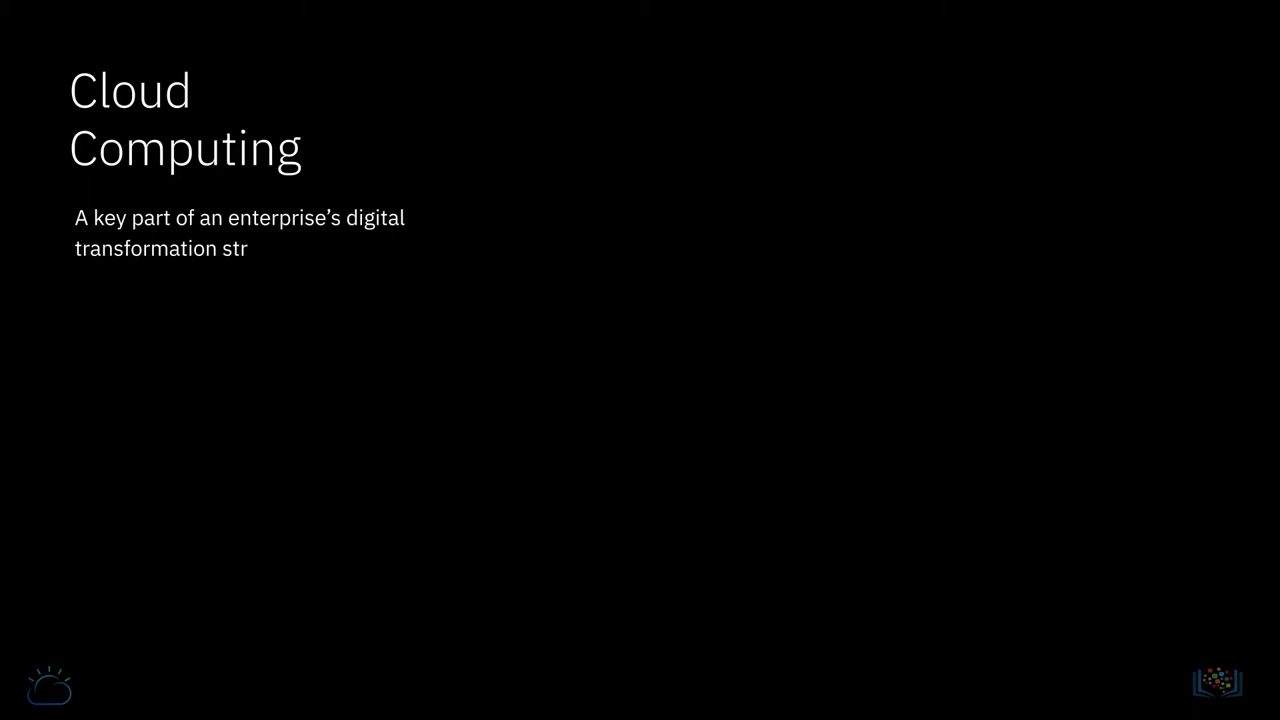 Cloud
Computing
A key part of an enterprise’s digital
transformation str